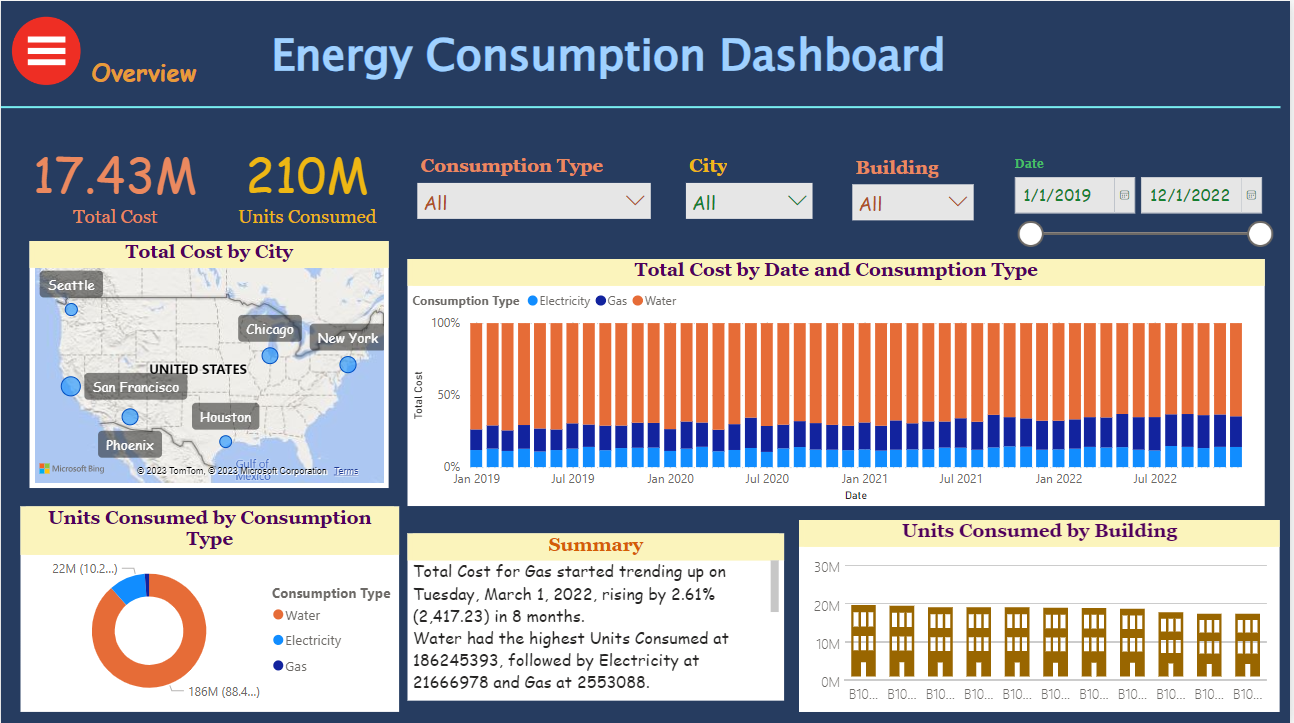 Overview
Energy Consumption Dashboard
17.43M
Total Cost
210M
Units Consumed
Consumption Type
All
City
All
Building
All
Date
1/1/2019
12/1/2022
Total Cost by City
Seattle
Chicago
New York
UNITED STATES
San Francisco
Houston
Phoenix
Gulf of
Mexico
Microsoft Bing
© 2023 TomTom, © 2023 Microsoft Corporation Terms
Total Cost by Date and Consumption Type
Consumption Type Electricity Gas Water
100%
50%
0%
Total Cost
Jan 2019 Jul 2019 Jan 2020 Jul 2020 Jan 2021 Jul 2021 Jan 2022 Jul 2022
Date
Units Consumed by Consumption
Type
22M (10.2...)
186M (88.4...)
Consumption Type
Water
Electricity
Gas
Summary
Total Cost for Gas started trending up on
Tuesday, March 1, 2022, rising by 2.61%
(2,417.23) in 8 months.
Water had the highest Units Consumed at
186245393, followed by Electricity at
21666978 and Gas at 2553088.
Units Consumed by Building
30M
20M
10M
0M
B10... B10... B10... B10... B10... B10... B10... B10... B10... B10... B10...